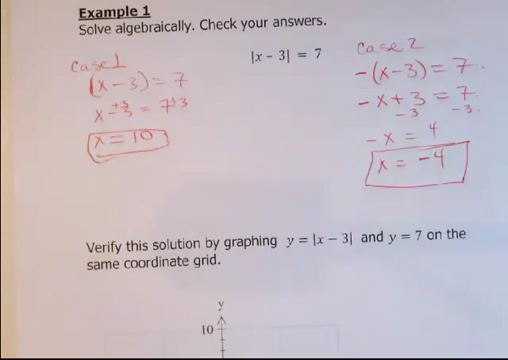 Example 1
Solve algebraically. Check your answers.
|x – 3| = 7
Case 1
(x – 3) = 7
+3 +3
x – 3 = 7
x = 10
Case 2
-(x – 3) = 7.
-x + 3 = 7
-3 -3.
-x = 4
x = -4
Verify this solution by graphing y = |x – 3| and y = 7 on the
same coordinate grid.
y
10